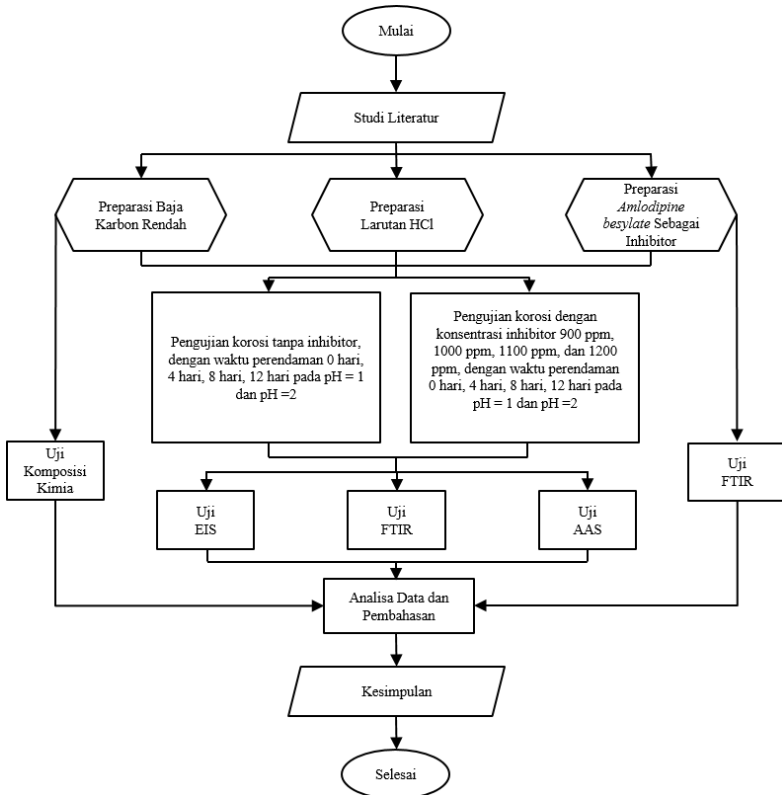 Mulai
Studi Literatur
Preparasi Baja
Karbon Rendah
Preparasi
Larutan HCl
Preparasi
Amlodipine
besylate Sebagai
Inhibitor
Pengujian korosi tanpa inhibitor,
dengan waktu perendaman 0 hari,
4 hari, 8 hari, 12 hari pada pH = 1
dan pH =2
Pengujian korosi dengan
konsentrasi inhibitor 900 ppm,
1000 ppm, 1100 ppm, dan 1200
ppm, dengan waktu perendaman
0 hari, 4 hari, 8 hari, 12 hari pada
pH = 1 dan pH =2
Uji
Komposisi
Kimia
Uji
EIS
Uji
FTIR
Uji
AAS
Uji
FTIR
Analisa Data dan
Pembahasan
Kesimpulan
Selesai